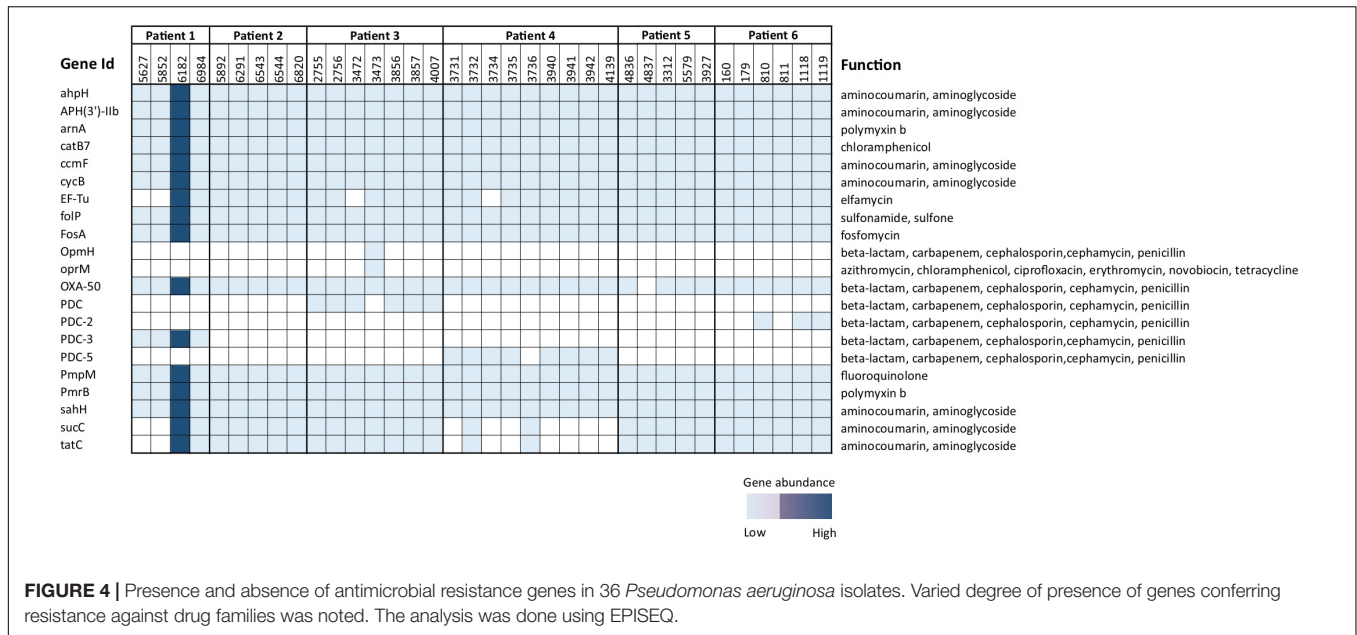 Patient 1 Patient 2 Patient 3 Patient 4 Patient 5 Patient 6
Gene Id 5627 5852 6182 6984 5892 6291 6543 6544 6820 2755 2756 3472 3473 3856 3857 4007 3731 3732 3734 3735 3736 3940 3941 3942 4139 4836 4837 3312 5579 3927 160 179 810 811 1118 1119 Function
ahpH aminocoumarin, aminoglycoside
APH(3')-IIb aminocoumarin, aminoglycoside
arnA polymyxin b
catB7 chloramphenicol
ccmF aminocoumarin, aminoglycoside
cycB aminocoumarin, aminoglycoside
EF-Tu elfamycin
folP sulfonamide, sulfone
FosA fosfomycin
OpmH beta-lactam, carbapenem, cephalosporin,cephamycin, penicillin
oprM azithromycin, chloramphenicol, ciprofloxacin, erythromycin, novobiocin, tetracycline
OXA-50 beta-lactam, carbapenem, cephalosporin, cephamycin, penicillin
PDC beta-lactam, carbapenem, cephalosporin, cephamycin, penicillin
PDC-2 beta-lactam, carbapenem, cephalosporin, cephamycin, penicillin
PDC-3 beta-lactam, carbapenem, cephalosporin, cephamycin, penicillin
PDC-5 beta-lactam, carbapenem, cephalosporin,cephamycin, penicillin
PmpM fluoroquinolone
PmrB polymyxin b
sahH aminocoumarin, aminoglycoside
sucC aminocoumarin, aminoglycoside
tatC aminocoumarin, aminoglycoside
Gene abundance
Low High
FIGURE 4 | Presence and absence of antimicrobial resistance genes in 36 Pseudomonas aeruginosa isolates. Varied degree of presence of genes conferring
resistance against drug families was noted. The analysis was done using EPISEQ.